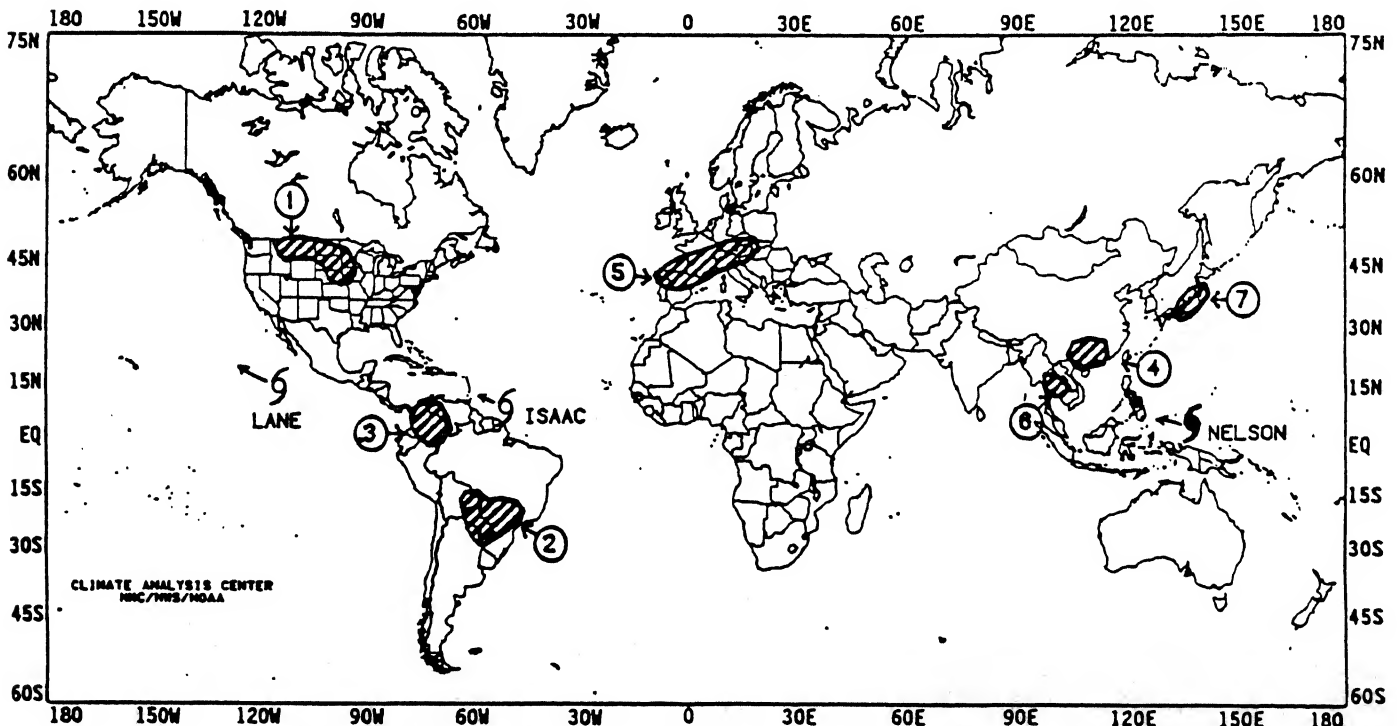 180 150W 120W 90W 60W 30W 0 30E 60E 90E 120E 150E 180
75N 75N
60N 60N
1
45N 45N
5
7
30N 30N
4
15N 15N
LANE ISAAC
6
3
NELSON
EQ EQ
15S 15S
2
30S 30S
CLIMATE ANALYSIS CENTER
NMC/NWS/NOAA
45S 45S
60S 60S
180 150W 120W 90W 60W 30W 0 30E 60E 90E 120E 150E 180